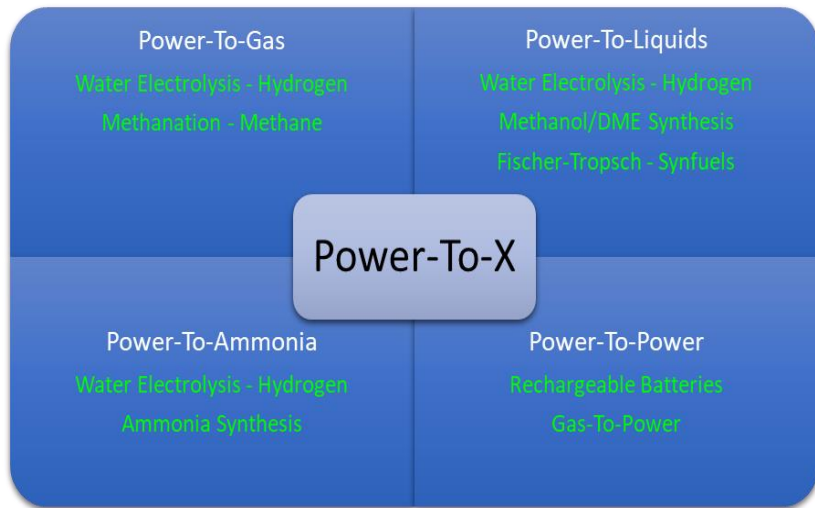 Power-To-Gas
Water Electrolysis - Hydrogen
Methanation - Methane
Power-To-Liquids
Water Electrolysis - Hydrogen
Methanol/DME Synthesis
Fischer-Tropsch - Synfuels
Power-To-X
Power-To-Ammonia
Water Electrolysis - Hydrogen
Ammonia Synthesis
Power-To-Power
Rechargeable Batteries
Gas-To-Power